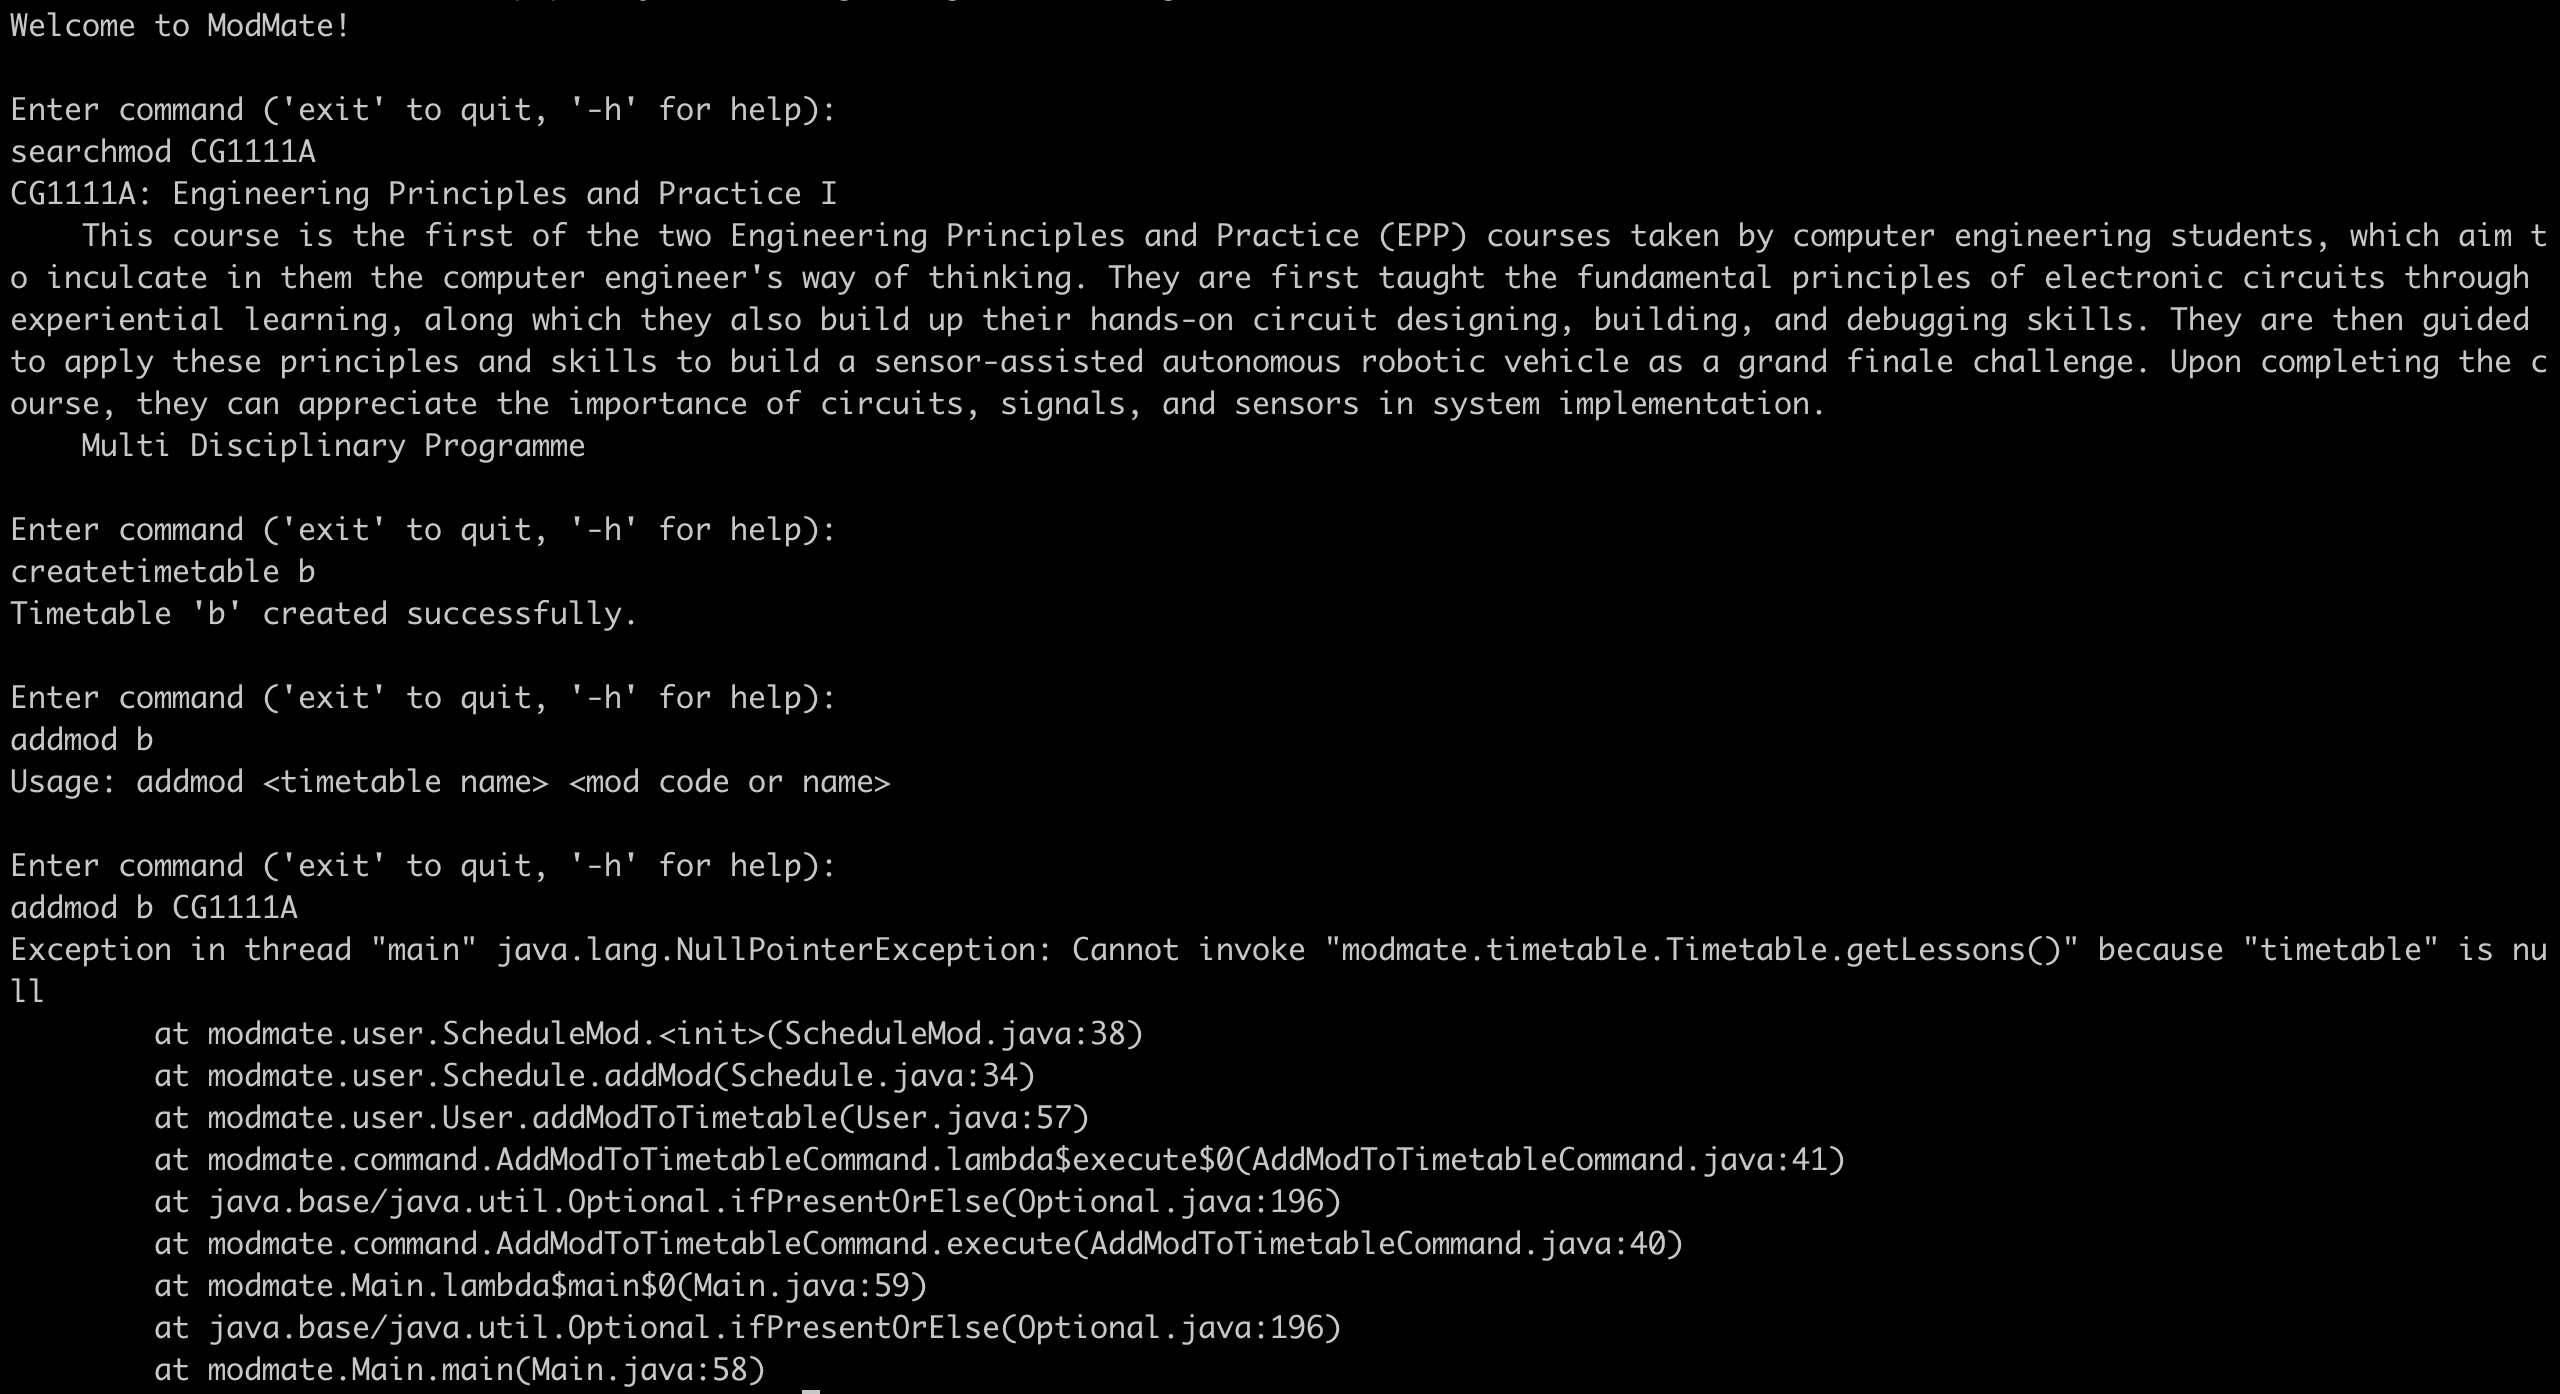 Welcome to ModMate!
Enter command ('exit' to quit, '-h' for help):
searchmod CG1111A
CG1111A: Engineering Principles and Practice I
    This course is the first of the two Engineering Principles and Practice (EPP) courses taken by computer engineering students, which aim t
o inculcate in them the computer engineer's way of thinking. They are first taught the fundamental principles of electronic circuits through
experiential learning, along which they also build up their hands-on circuit designing, building, and debugging skills. They are then guided
to apply these principles and skills to build a sensor-assisted autonomous robotic vehicle as a grand finale challenge. Upon completing the c
ourse, they can appreciate the importance of circuits, signals, and sensors in system implementation.
    Multi Disciplinary Programme
Enter command ('exit' to quit, '-h' for help):
createtimetable b
Timetable 'b' created successfully.
Enter command ('exit' to quit, '-h' for help):
addmod b
Usage: addmod <timetable name> <mod code or name>
Enter command ('exit' to quit, '-h' for help):
addmod b CG1111A
Exception in thread "main" java.lang.NullPointerException: Cannot invoke "modmate.timetable.Timetable.getLessons()" because "timetable" is nu
ll
        at modmate.user.ScheduleMod.<init>(ScheduleMod.java:38)
        at modmate.user.Schedule.addMod(Schedule.java:34)
        at modmate.user.User.addModToTimetable(User.java:57)
        at modmate.command.AddModToTimetableCommand.lambda$execute$0(AddModToTimetableCommand.java:41)
        at java.base/java.util.Optional.ifPresentOrElse(Optional.java:196)
        at modmate.command.AddModToTimetableCommand.execute(AddModToTimetableCommand.java:40)
        at modmate.Main.lambda$main$0(Main.java:59)
        at java.base/java.util.Optional.ifPresentOrElse(Optional.java:196)
        at modmate.Main.main(Main.java:58)